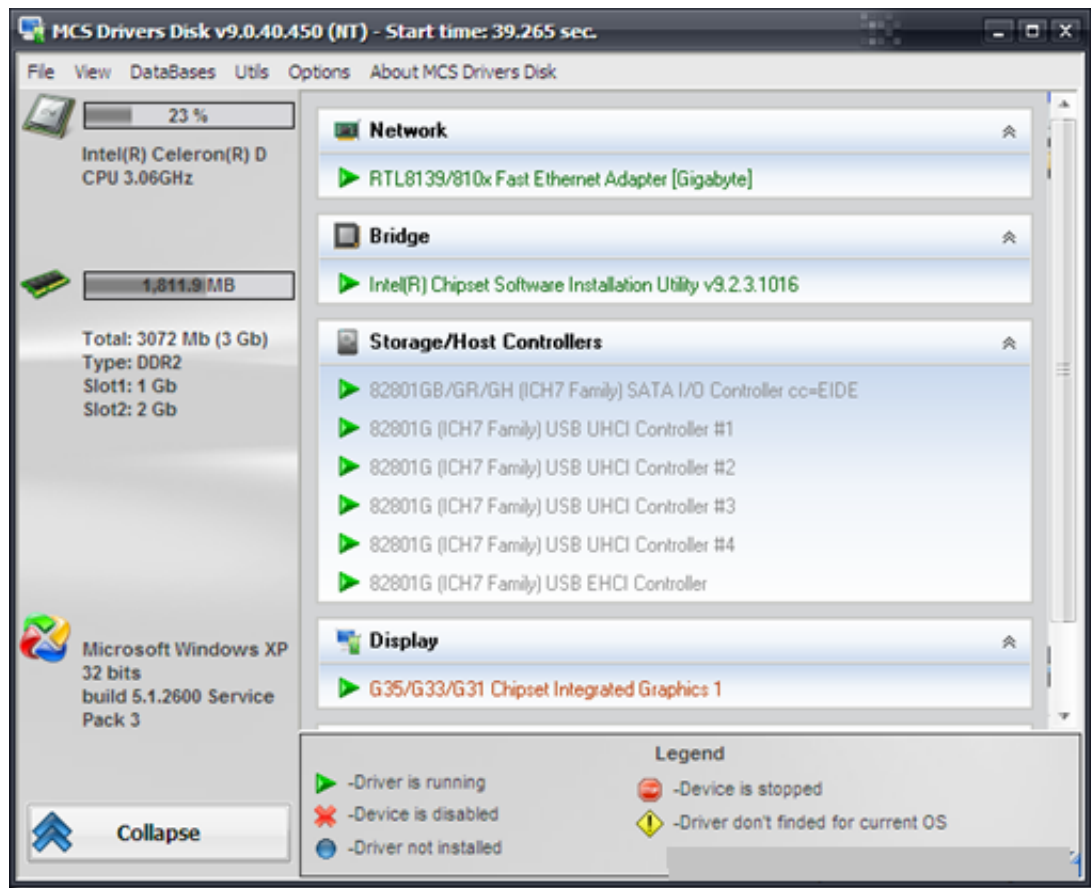 MCS Drivers Disk v9.0.40.450 (NT) - Start time: 39.265 sec.
File View DataBases Utils Options About MCS Drivers Disk
23 %
Intel(R) Celeron(R) D
CPU 3.06GHz
1,811.9 MB
Total: 3072 Mb (3 Gb)
Type: DDR2
Slot1: 1 Gb
Slot2: 2 Gb
Microsoft Windows XP
32 bits
build 5.1.2600 Service
Pack 3
Collapse
Network
RTL8139/810x Fast Ethernet Adapter [Gigabyte]
Bridge
Intel(R) Chipset Software Installation Utility v9.2.3.1016
Storage/Host Controllers
82801GB/GR/GH (ICH7 Family) SATA I/O Controller cc=EIDE
82801G (ICH7 Family) USB UHCI Controller #1
82801G (ICH7 Family) USB UHCI Controller #2
82801G (ICH7 Family) USB UHCI Controller #3
82801G (ICH7 Family) USB UHCI Controller #4
82801G (ICH7 Family) USB EHCI Controller
Display
G35/G33/G31 Chipset Integrated Graphics 1
Legend
-Driver is running
-Device is disabled
-Driver not installed
-Device is stopped
-Driver don't finded for current OS